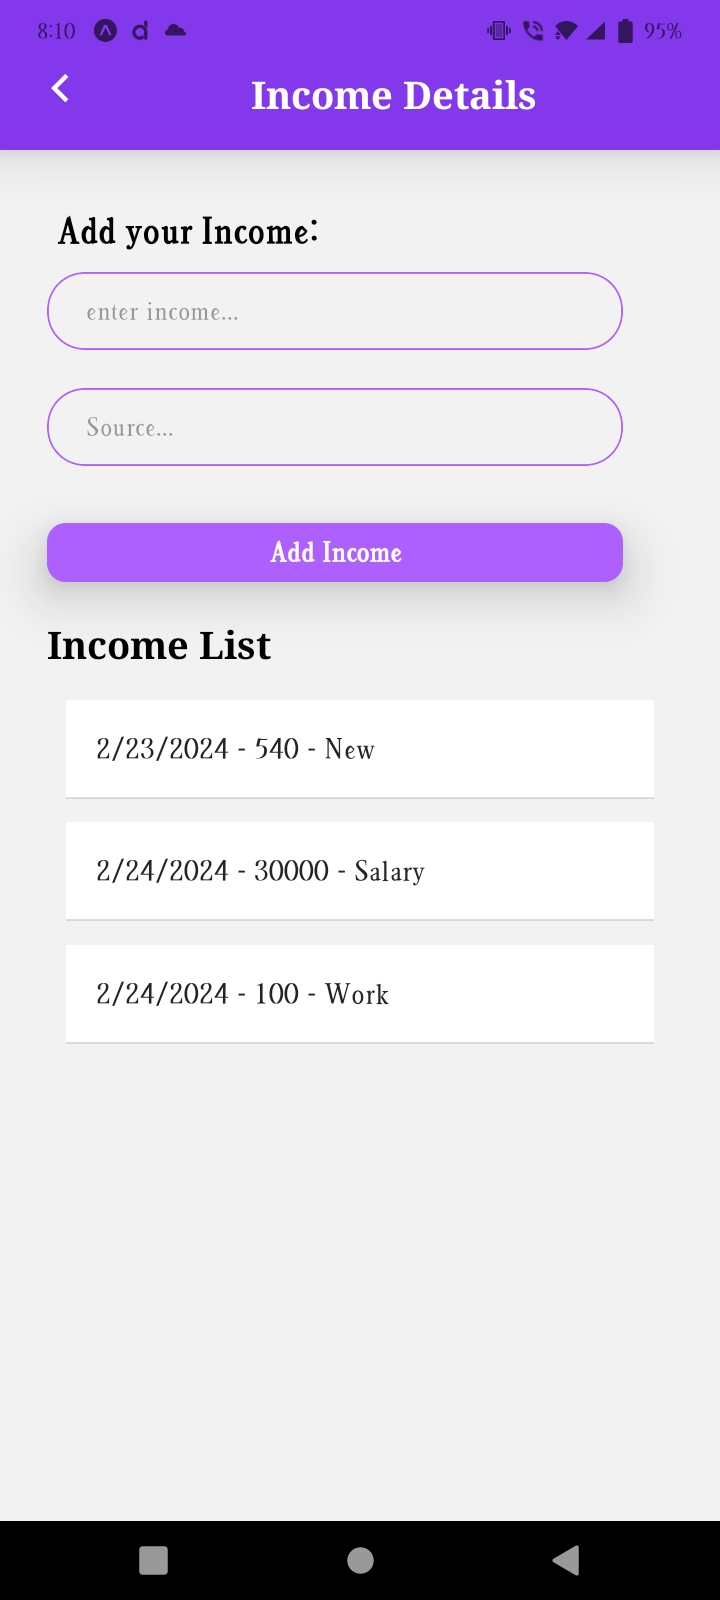 8:10 95%
Income Details
Add your Income:
enter income...
Source...
Add Income
Income List
2/23/2024 - 540 - New
2/24/2024 - 30000 - Salary
2/24/2024 - 100 - Work